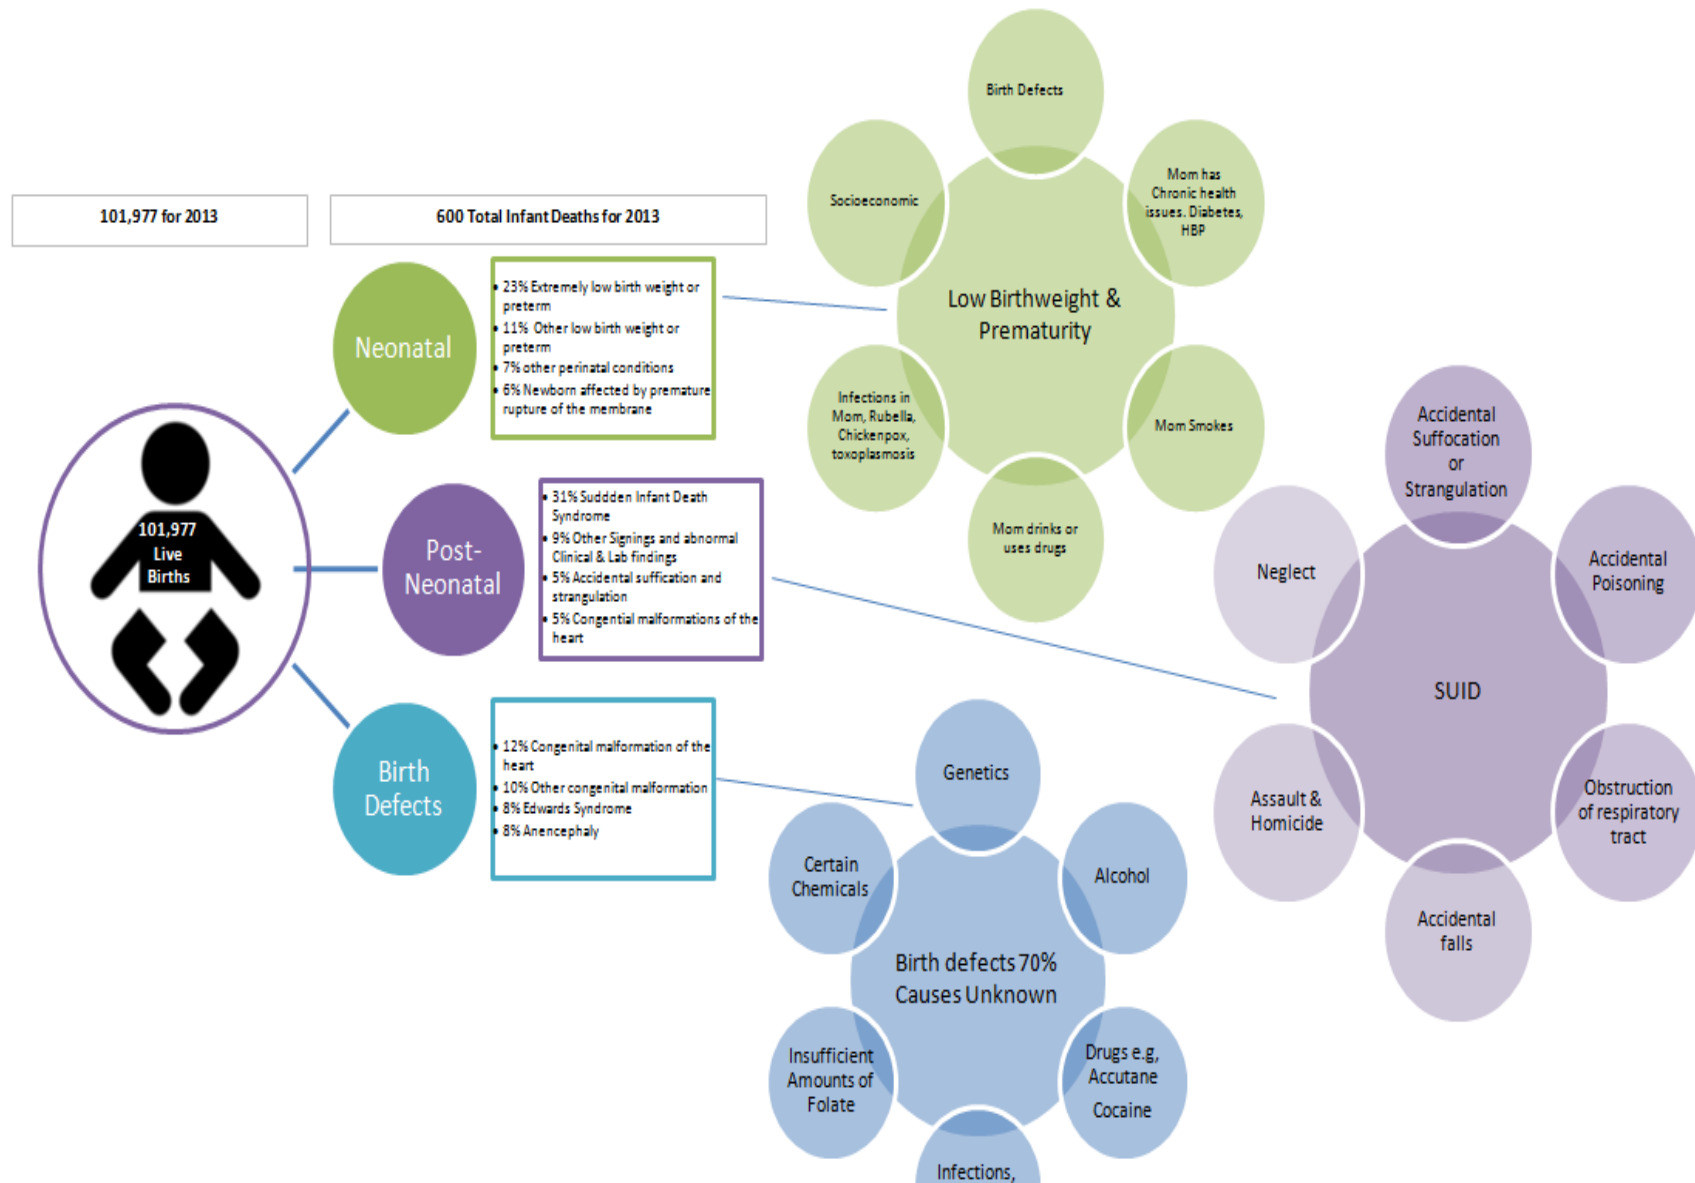 101,977 for 2013
600 Total Infant Deaths for 2013
101,977
Live
Births
Neonatal
• 23% Extremely low birth weight or
preterm
• 11% Other low birth weight or
preterm
• 7% other perinatal conditions
• 6% Newborn affected by premature
rupture of the membrane
Post-
Neonatal
• 31% Suddden Infant Death
Syndrome
• 9% Other Signings and abnormal
Clinical & Lab findings
• 5% Accidental suffication and
strangulation
• 5% Congential malformations of the
heart
Birth
Defects
• 12% Congenital malformation of the
heart
• 10% Other congenital malformation
• 8% Edwards Syndrome
• 8% Anencephaly
Low Birthweight &
Prematurity
Birth Defects
Mom has
Chronic health
issues. Diabetes,
HBP
Mom Smokes
Mom drinks or
uses drugs
Infections in
Mom, Rubella,
Chickenpox,
toxoplasmosis
Socioeconomic
SUID
Accidental
Suffocation
or
Strangulation
Accidental
Poisoning
Obstruction
of respiratory
tract
Accidental
falls
Assault &
Homicide
Neglect
Birth defects 70%
Causes Unknown
Genetics
Alcohol
Drugs e.g,
Accutane
Cocaine
Infections,
Insufficient
Amounts of
Folate
Certain
Chemicals